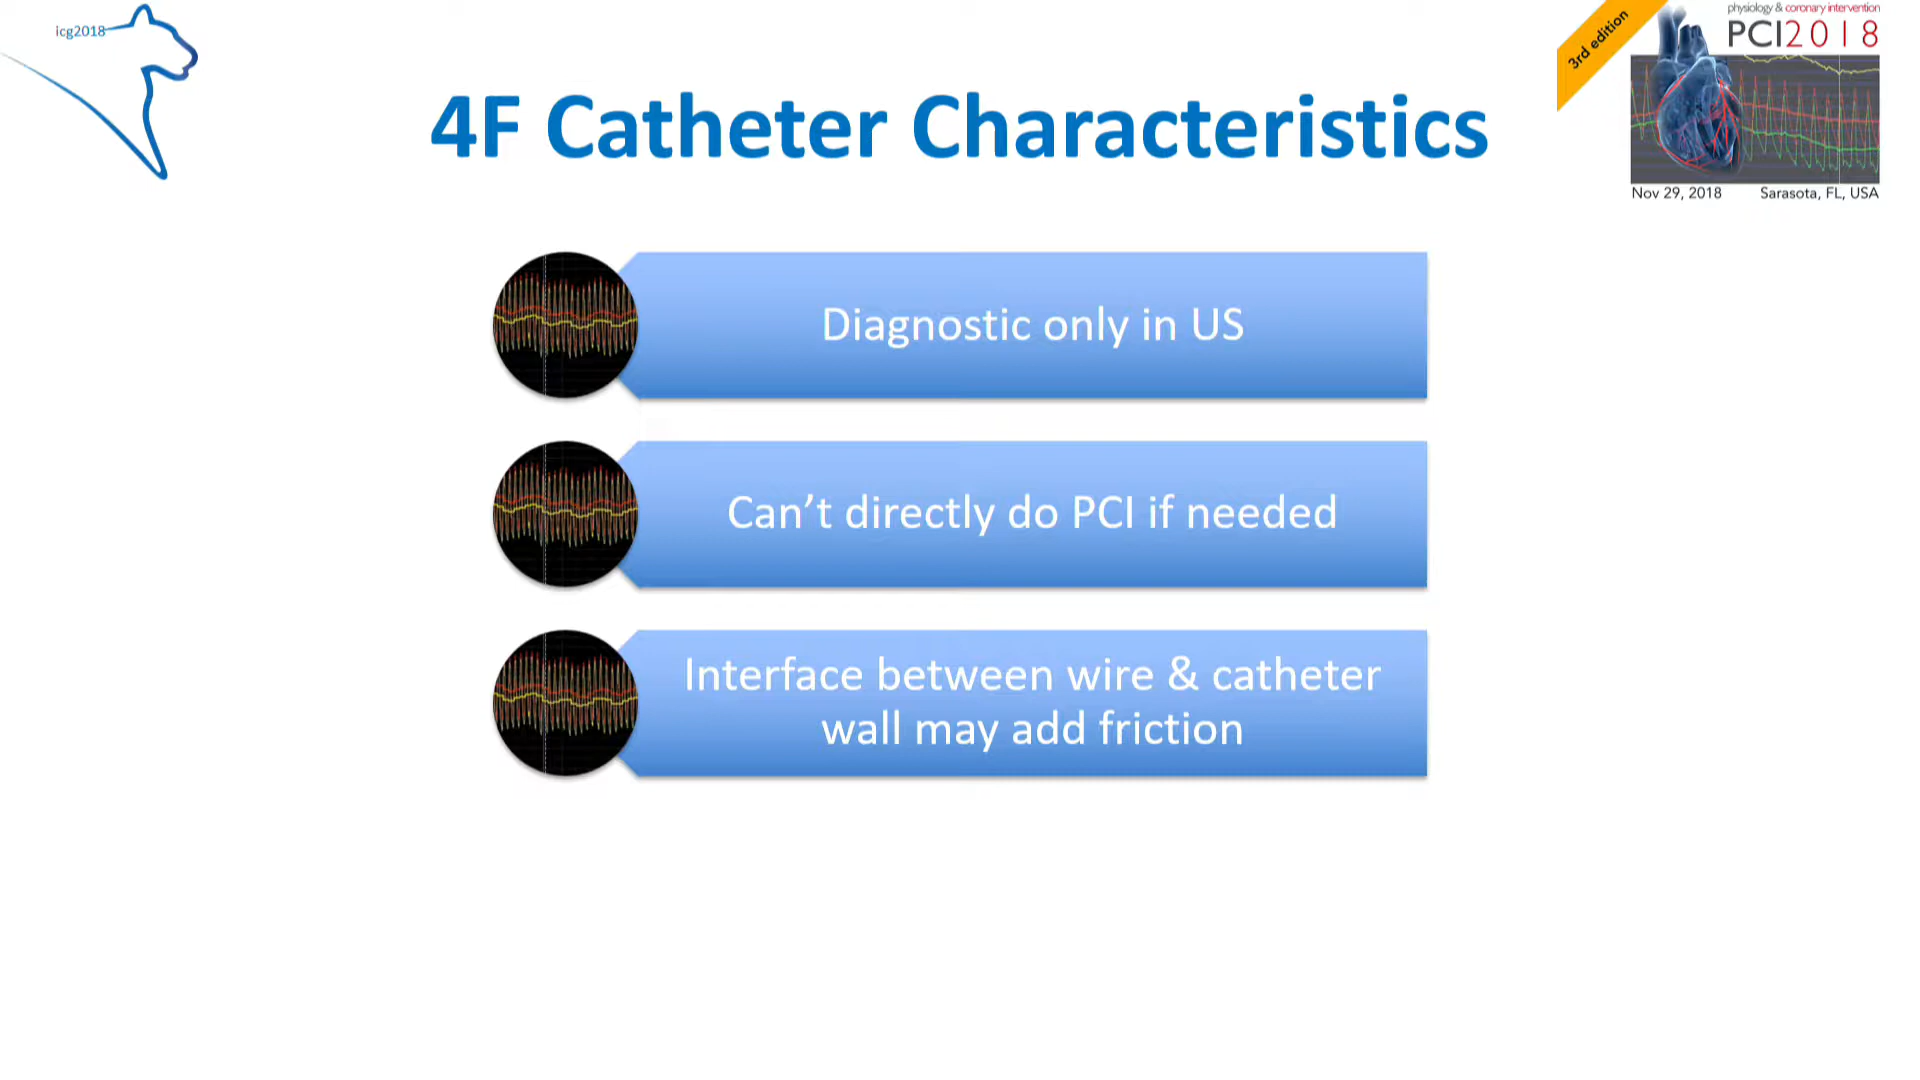 icg2018
3rd edition
physiology & coronary intervention
PCI2018
Nov 29, 2018 Sarasota, FL, USA
4F Catheter Characteristics
Diagnostic only in US
Can’t directly do PCI if needed
Interface between wire & catheter
wall may add friction